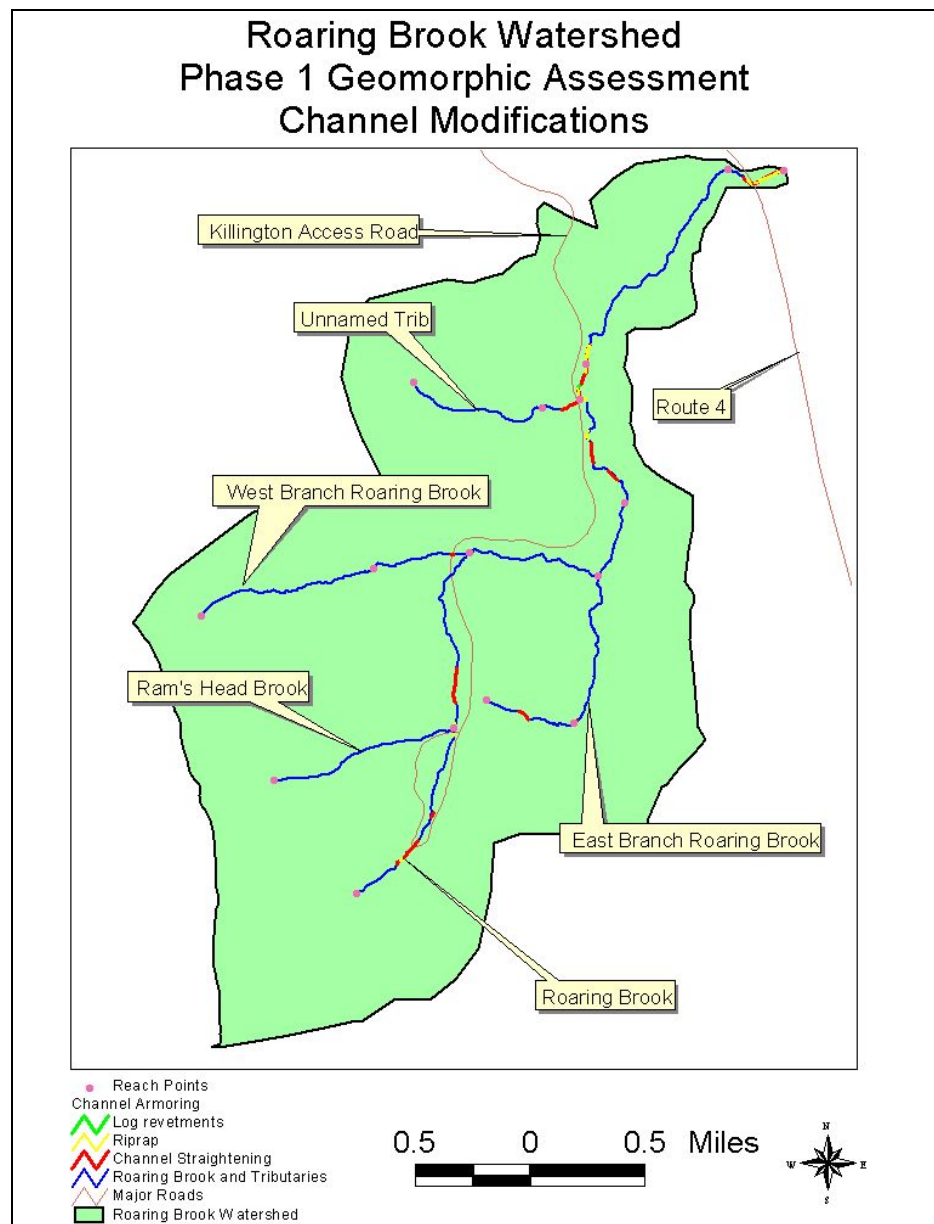 Roaring Brook Watershed
Phase 1 Geomorphic Assessment
Channel Modifications
Killington Access Road
Unnamed Trib
Route 4
West Branch Roaring Brook
Ram's Head Brook
East Branch Roaring Brook
Roaring Brook
Reach Points
Channel Armoring
Log revetments
Riprap
Channel Straightening
Roaring Brook and Tributaries
Major Roads
Roaring Brook Watershed
0.5 0 0.5 Miles
N
W E
S